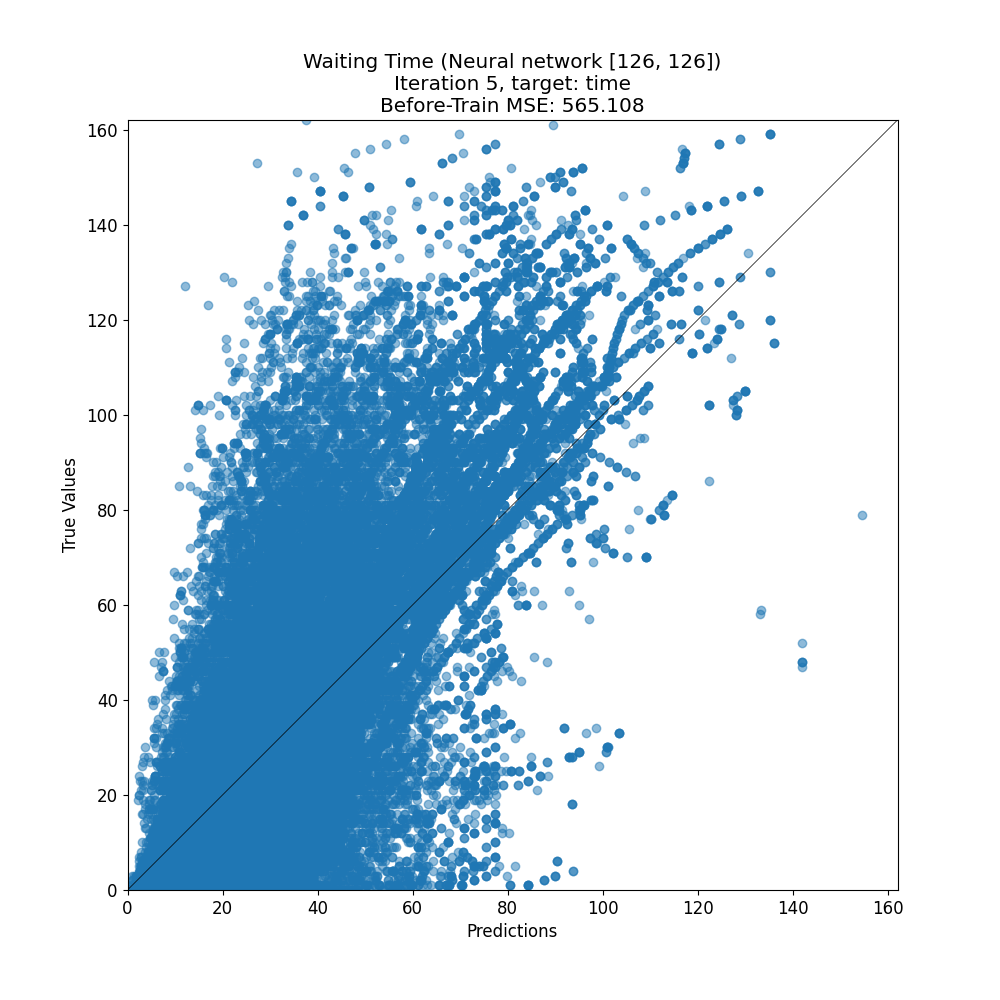 Waiting Time (Neural network [126, 126])
Iteration 5, target: time
Before-Train MSE: 565.108
160
140
120
100
80
60
40
20
0
True Values
0 20 40 60 80 100 120 140 160
Predictions